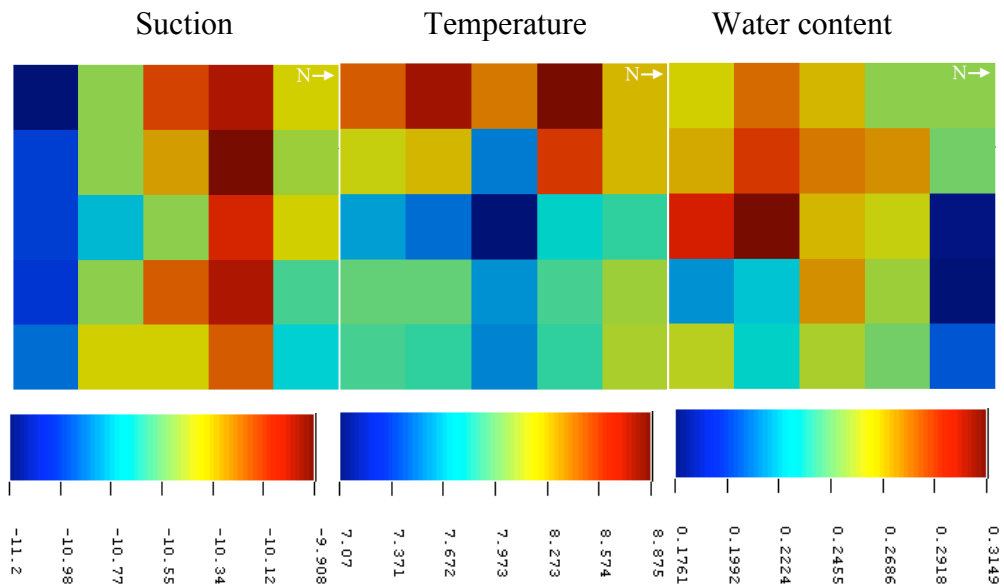 Suction Temperature Water content
N→ N→ N→
-11.2 -10.98 -10.77 -10.55 -10.34 -10.12 -9.908 7.07 7.371 7.672 7.973 8.273 8.574 8.875 0.1761 0.1992 0.2224 0.2455 0.2686 0.2918 0.3149